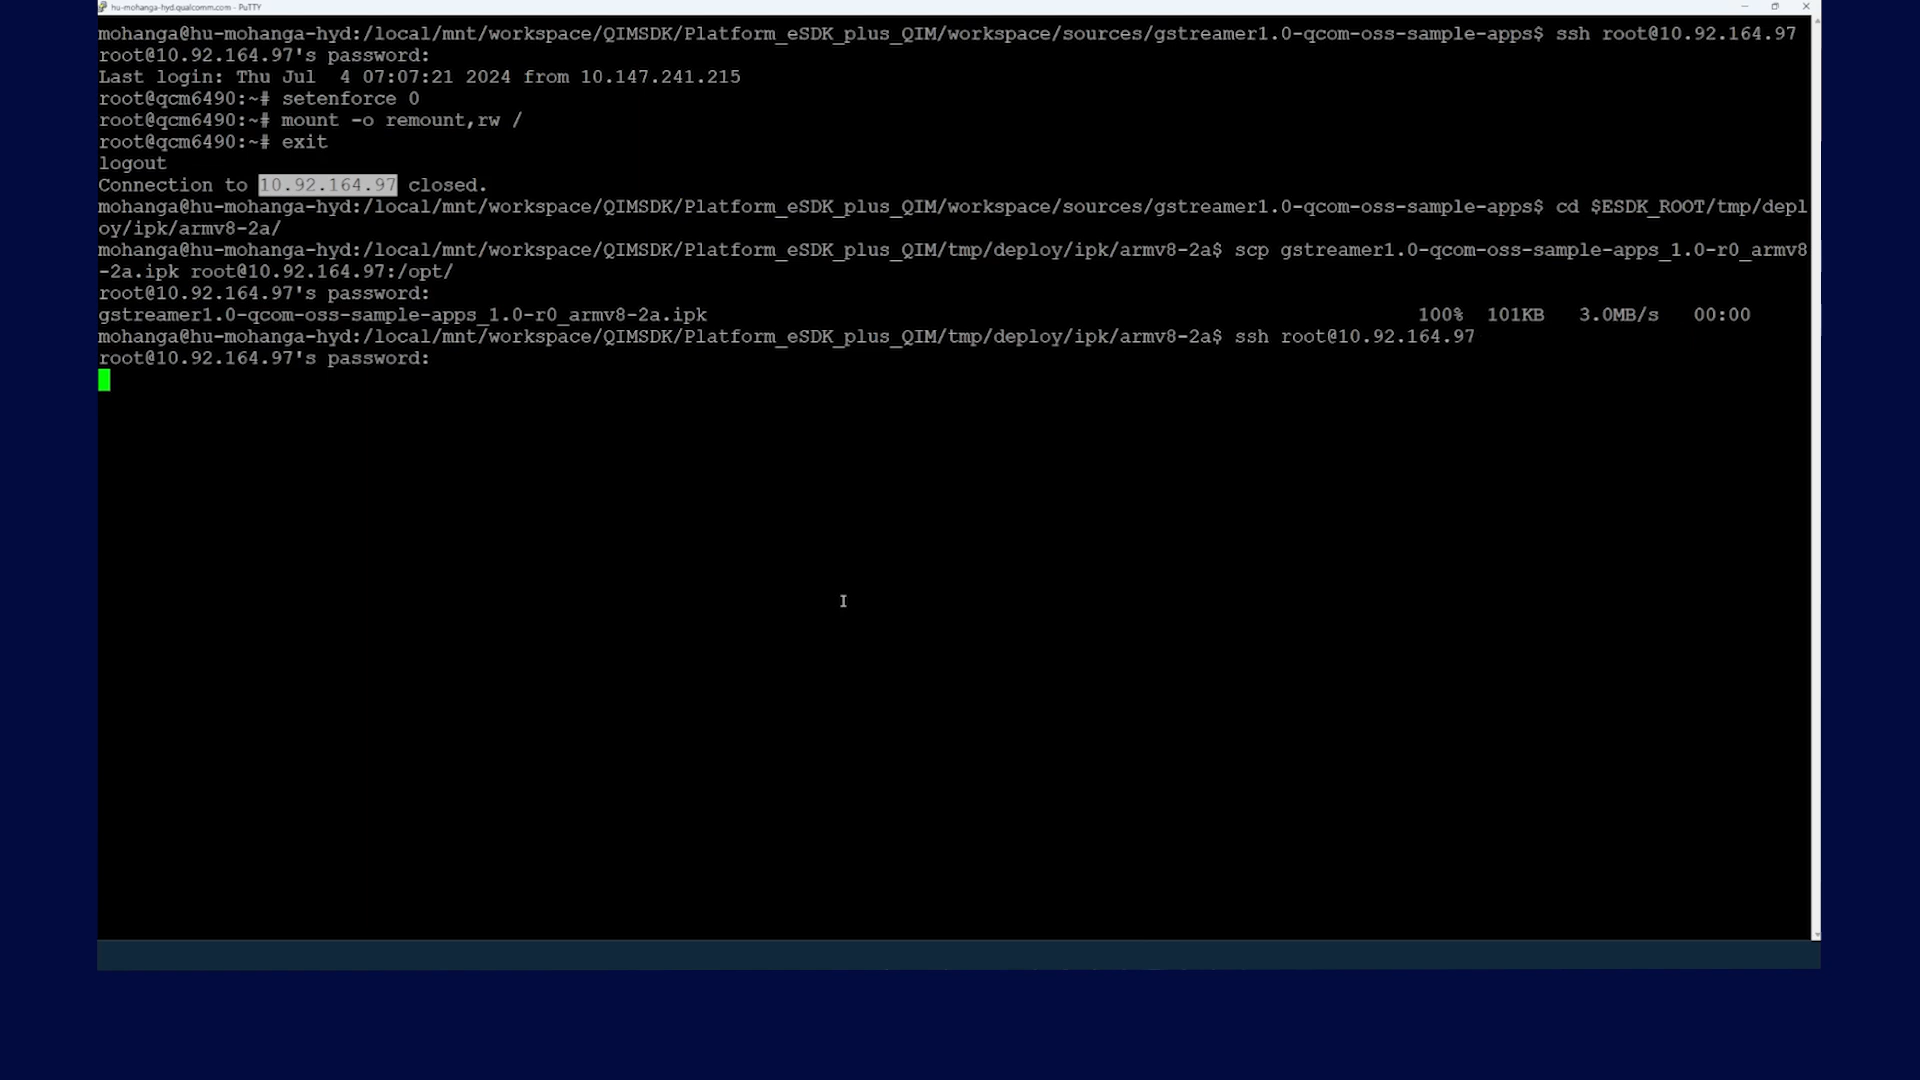 hu-mohanga-hyd.qualcomm.com - PuTTY
mohanga@hu-mohanga-hyd:/local/mnt/workspace/QIMSDK/Platform_eSDK_plus_QIM/workspace/sources/gstreamer1.0-qcom-oss-sample-apps$ ssh root@10.92.164.97
root@10.92.164.97's password:
Last login: Thu Jul  4 07:07:21 2024 from 10.147.241.215
root@qcm6490:~# setenforce 0
root@qcm6490:~# mount -o remount,rw /
root@qcm6490:~# exit
logout
Connection to 10.92.164.97 closed.
mohanga@hu-mohanga-hyd:/local/mnt/workspace/QIMSDK/Platform_eSDK_plus_QIM/workspace/sources/gstreamer1.0-qcom-oss-sample-apps$ cd $ESDK_ROOT/tmp/depl
oy/ipk/armv8-2a/
mohanga@hu-mohanga-hyd:/local/mnt/workspace/QIMSDK/Platform_eSDK_plus_QIM/tmp/deploy/ipk/armv8-2a$ scp gstreamer1.0-qcom-oss-sample-apps_1.0-r0_armv8
-2a.ipk root@10.92.164.97:/opt/
root@10.92.164.97's password:
gstreamer1.0-qcom-oss-sample-apps_1.0-r0_armv8-2a.ipk 100% 101KB 3.0MB/s 00:00
mohanga@hu-mohanga-hyd:/local/mnt/workspace/QIMSDK/Platform_eSDK_plus_QIM/tmp/deploy/ipk/armv8-2a$ ssh root@10.92.164.97
root@10.92.164.97's password: